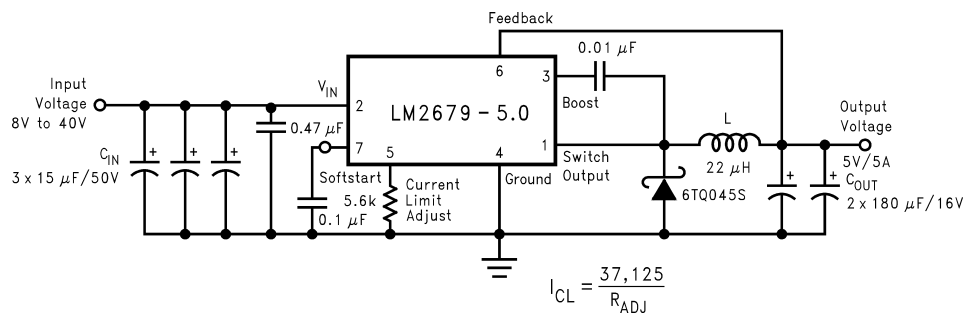 Feedback
0.01 µF
Input
Voltage
8V to 40V
V_IN
6
3
Boost
2
LM2679 - 5.0
L
Output
Voltage
5V/5A
0.47 µF
7
5
4
1
Switch
Output
22 µH
C_IN
3 x 15 µF/50V
Softstart
5.6k
Current
Limit
Adjust
Ground
6TQ045S
C_OUT
2 x 180 µF/16V
0.1 µF
+
+
+
+
+
I_CL = 37,125 / R_ADJ